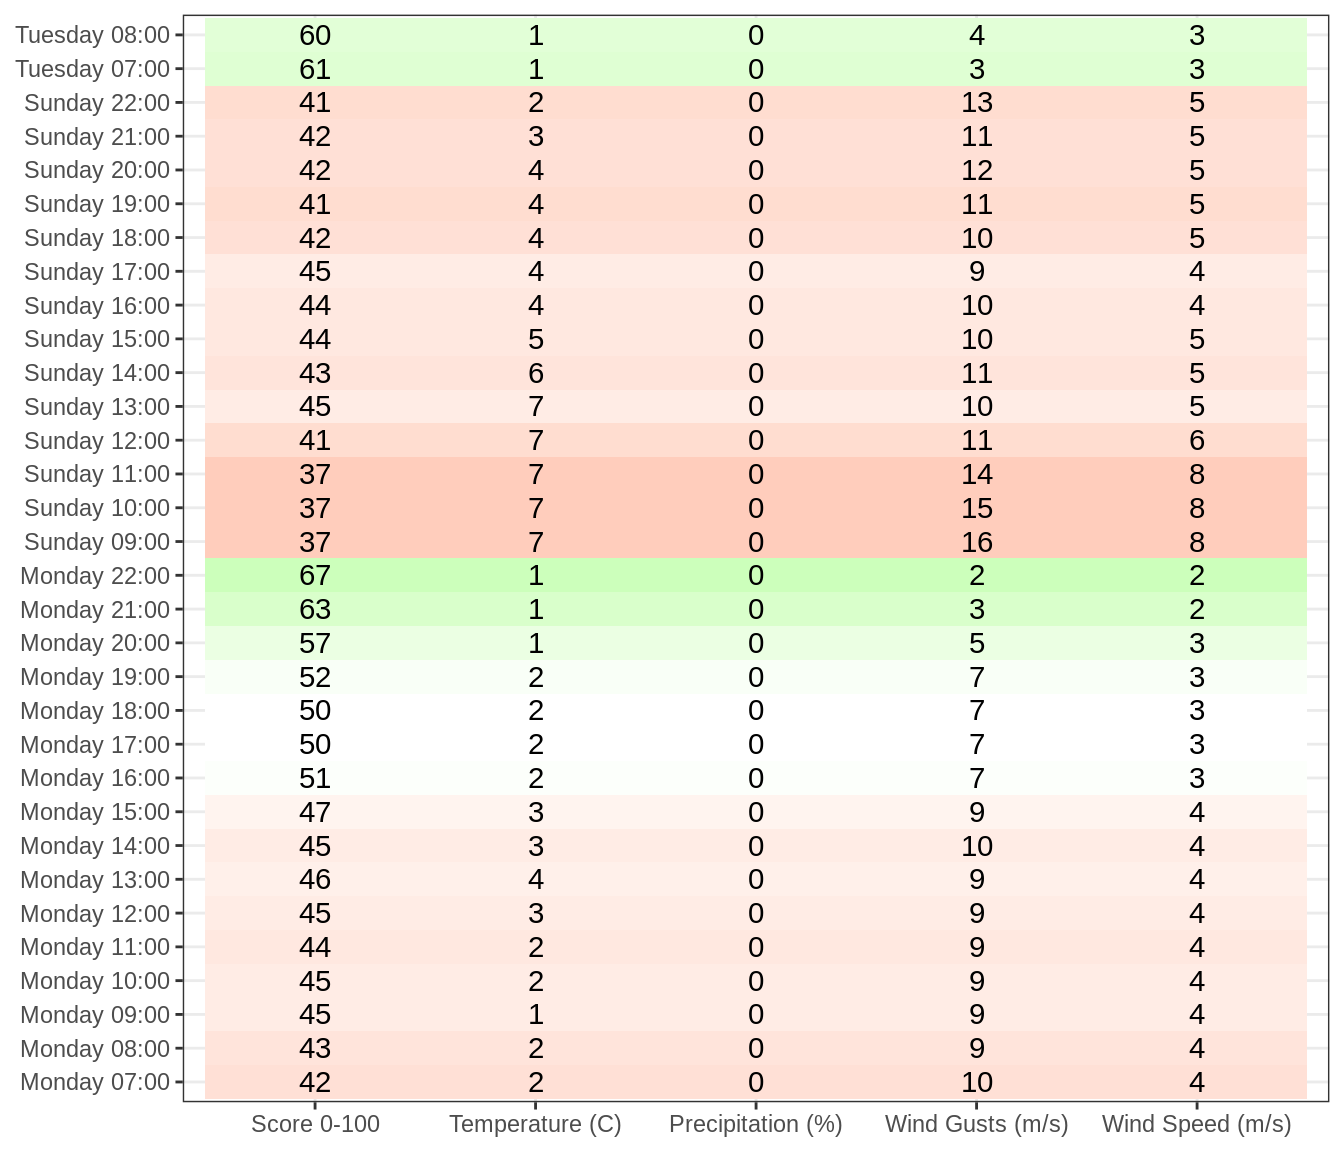 Tuesday 08:00 60 1 0 4 3
Tuesday 07:00 61 1 0 3 3
Sunday 22:00 41 2 0 13 5
Sunday 21:00 42 3 0 11 5
Sunday 20:00 42 4 0 12 5
Sunday 19:00 41 4 0 11 5
Sunday 18:00 42 4 0 10 5
Sunday 17:00 45 4 0 9 4
Sunday 16:00 44 4 0 10 4
Sunday 15:00 44 5 0 10 5
Sunday 14:00 43 6 0 11 5
Sunday 13:00 45 7 0 10 5
Sunday 12:00 41 7 0 11 6
Sunday 11:00 37 7 0 14 8
Sunday 10:00 37 7 0 15 8
Sunday 09:00 37 7 0 16 8
Monday 22:00 67 1 0 2 2
Monday 21:00 63 1 0 3 2
Monday 20:00 57 1 0 5 3
Monday 19:00 52 2 0 7 3
Monday 18:00 50 2 0 7 3
Monday 17:00 50 2 0 7 3
Monday 16:00 51 2 0 7 3
Monday 15:00 47 3 0 9 4
Monday 14:00 45 3 0 10 4
Monday 13:00 46 4 0 9 4
Monday 12:00 45 3 0 9 4
Monday 11:00 44 2 0 9 4
Monday 10:00 45 2 0 9 4
Monday 09:00 45 1 0 9 4
Monday 08:00 43 2 0 9 4
Monday 07:00 42 2 0 10 4
Score 0-100 Temperature (C) Precipitation (%) Wind Gusts (m/s) Wind Speed (m/s)